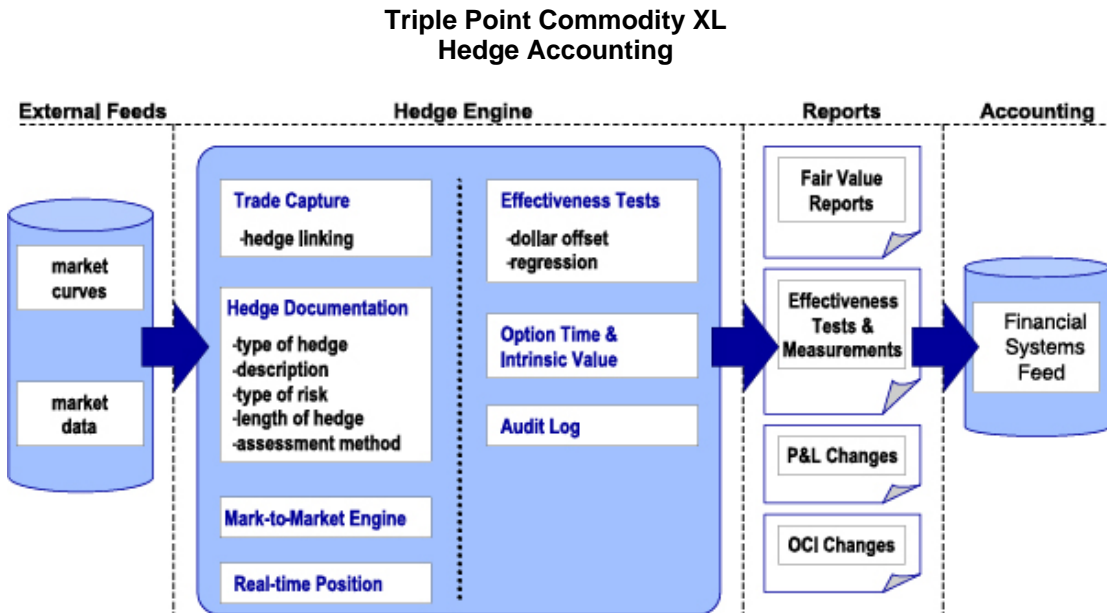 Triple Point Commodity XL
Hedge Accounting
External Feeds
Hedge Engine
Reports
Accounting
market
curves
market
data
Trade Capture
-hedge linking
Hedge Documentation
-type of hedge
-description
-type of risk
-length of hedge
-assessment method
Mark-to-Market Engine
Real-time Position
Effectiveness Tests
-dollar offset
-regression
Option Time &
Intrinsic Value
Audit Log
Fair Value
Reports
Effectiveness
Tests &
Measurements
P&L Changes
OCI Changes
Financial
Systems
Feed